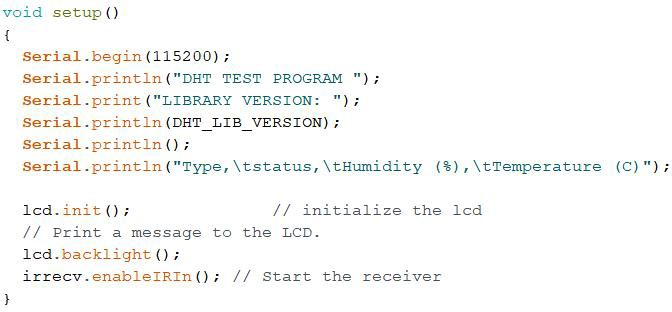 void setup()
{
  Serial.begin(115200);
  Serial.println("DHT TEST PROGRAM ");
  Serial.print("LIBRARY VERSION: ");
  Serial.println(DHT_LIB_VERSION);
  Serial.println();
  Serial.println("Type,\tstatus,\tHumidity (%),\tTemperature (C)");

  lcd.init();              // initialize the lcd
  // Print a message to the LCD.
  lcd.backlight();
  irrecv.enableIRIn(); // Start the receiver
}